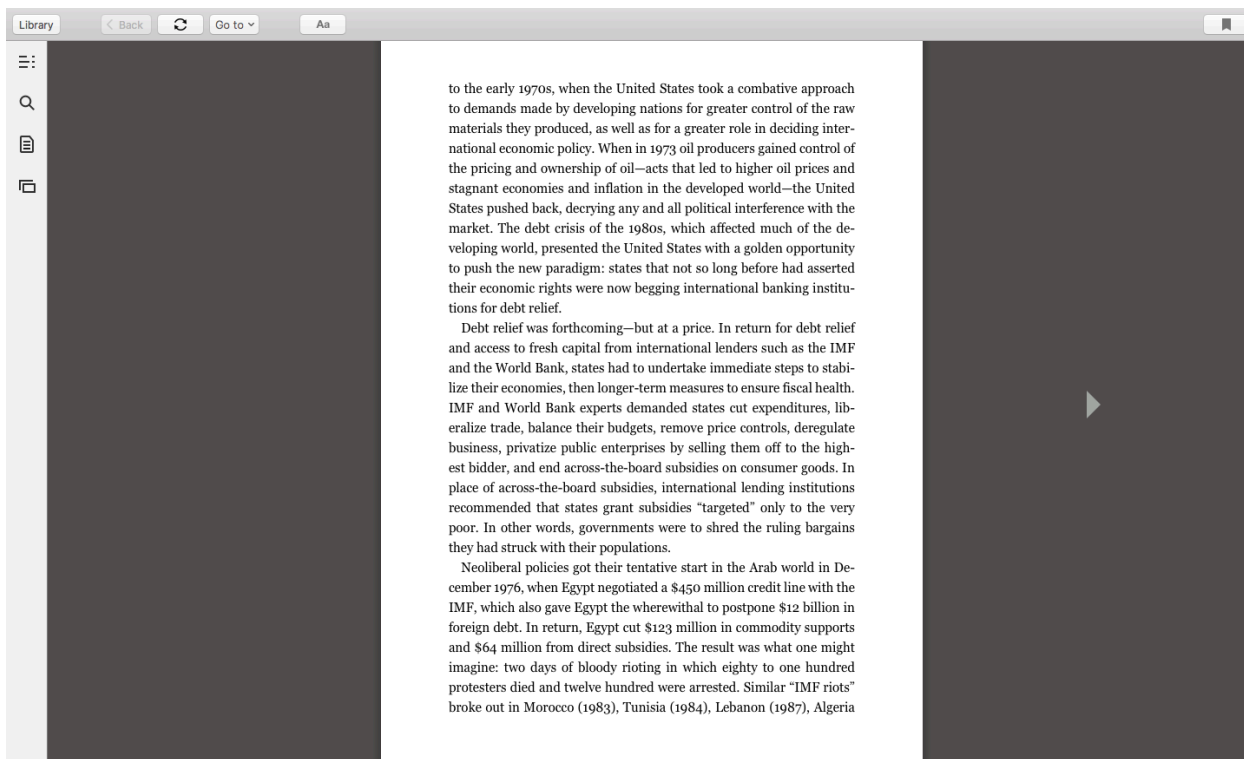 Library
Back
Go to
Aa
to the early 1970s, when the United States took a combative approach
to demands made by developing nations for greater control of the raw
materials they produced, as well as for a greater role in deciding inter-
national economic policy. When in 1973 oil producers gained control of
the pricing and ownership of oil—acts that led to higher oil prices and
stagnant economies and inflation in the developed world—the United
States pushed back, decrying any and all political interference with the
market. The debt crisis of the 1980s, which affected much of the de-
veloping world, presented the United States with a golden opportunity
to push the new paradigm: states that not so long before had asserted
their economic rights were now begging international banking institu-
tions for debt relief.
Debt relief was forthcoming—but at a price. In return for debt relief
and access to fresh capital from international lenders such as the IMF
and the World Bank, states had to undertake immediate steps to stabi-
lize their economies, then longer-term measures to ensure fiscal health.
IMF and World Bank experts demanded states cut expenditures, lib-
eralize trade, balance their budgets, remove price controls, deregulate
business, privatize public enterprises by selling them off to the high-
est bidder, and end across-the-board subsidies on consumer goods. In
place of across-the-board subsidies, international lending institutions
recommended that states grant subsidies “targeted” only to the very
poor. In other words, governments were to shred the ruling bargains
they had struck with their populations.
Neoliberal policies got their tentative start in the Arab world in De-
cember 1976, when Egypt negotiated a $450 million credit line with the
IMF, which also gave Egypt the wherewithal to postpone $12 billion in
foreign debt. In return, Egypt cut $123 million in commodity supports
and $64 million from direct subsidies. The result was what one might
imagine: two days of bloody rioting in which eighty to one hundred
protesters died and twelve hundred were arrested. Similar “IMF riots”
broke out in Morocco (1983), Tunisia (1984), Lebanon (1987), Algeria